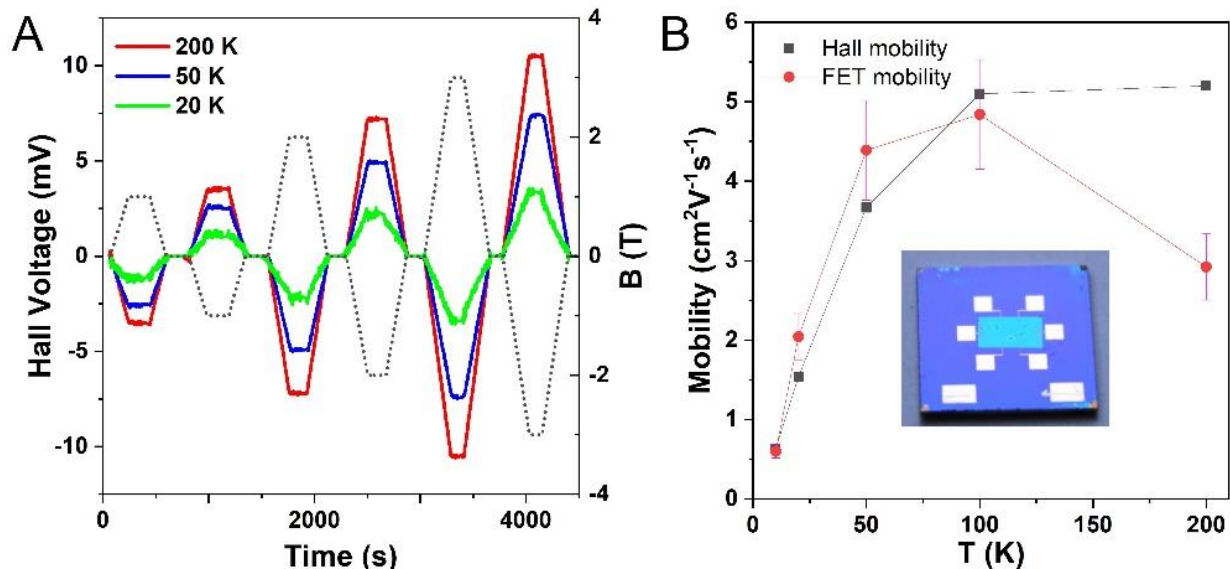 A
200 K
50 K
20 K
Hall Voltage (mV)
10
5
0
-5
-10
4
2
0
-2
-4
B (T)
0
2000
4000
Time (s)
B
Hall mobility
FET mobility
Mobility (cm²V⁻¹s⁻¹)
6
5
4
3
2
1
0
0
50
100
150
200
T (K)